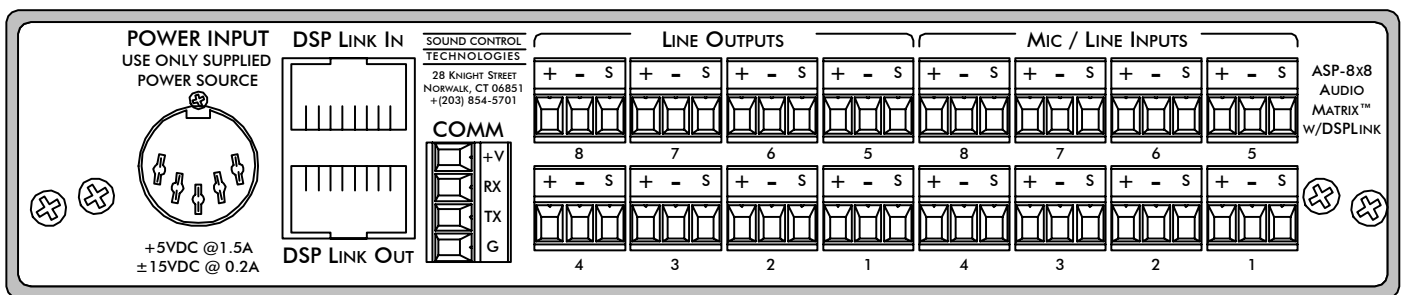 POWER INPUT
USE ONLY SUPPLIED
POWER SOURCE
+5VDC @1.5A
±15VDC @ 0.2A
DSP LINK IN
DSP LINK OUT
SOUND CONTROL
TECHNOLOGIES
28 KNIGHT STREET
NORWALK, CT 06851
+(203) 854-5701
COMM
+V
RX
TX
G
LINE OUTPUTS
MIC / LINE INPUTS
+ - S + - S + - S + - S + - S + - S + - S + - S
8 7 6 5 8 7 6 5
+ - S + - S + - S + - S + - S + - S + - S + - S
4 3 2 1 4 3 2 1
ASP-8X8
AUDIO
MATRIX™
W/DSPLINK